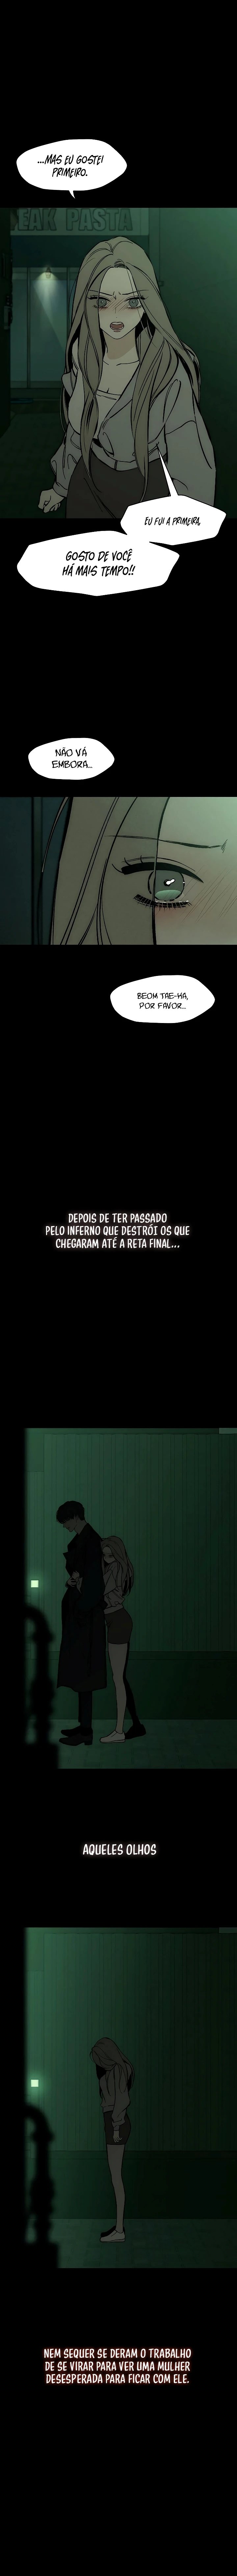 ...MAS EU GOSTEI
PRIMEIRO.
EAK PASTA
EU FUI A PRIMEIRA.
GOSTO DE VOCÊ
HÁ MAIS TEMPO!!
NÃO VÁ
EMBORA...
BEOM TAE-HA,
POR FAVOR...
DEPOIS DE TER PASSADO
PELO INFERNO QUE DESTRÓI OS QUE
CHEGARAM ATÉ A RETA FINAL...
AQUELES OLHOS
NEM SEQUER SE DERAM O TRABALHO
DE SE VIRAR PARA VER UMA MULHER
DESESPERADA PARA FICAR COM ELE.